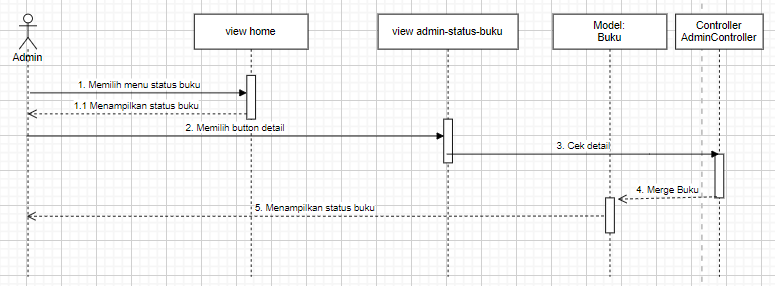 Admin
view home
view admin-status-buku
Model:
Buku
Controller
AdminController
1. Memilih menu status buku
1.1 Menampilkan status buku
2. Memilih button detail
3. Cek detail
4. Merge Buku
5. Menampilkan status buku